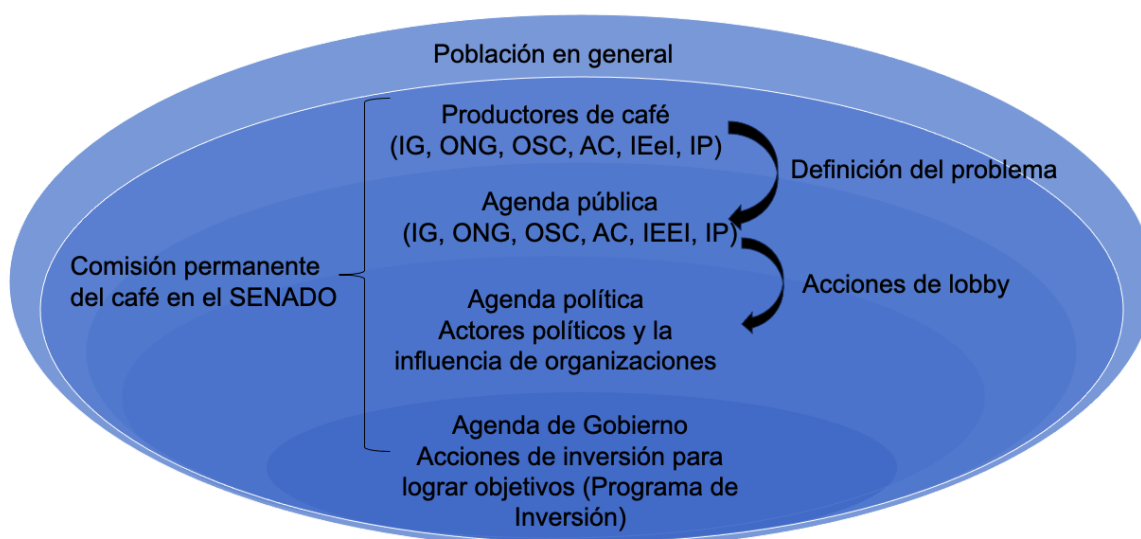 Población en general
Productores de café
(IG, ONG, OSC, AC, IEeI, IP)
Definición del problema
Agenda pública
(IG, ONG, OSC, AC, IEEI, IP)
Comisión permanente
del café en el SENADO
Acciones de lobby
Agenda política
Actores políticos y la
influencia de organizaciones
Agenda de Gobierno
Acciones de inversión para
lograr objetivos (Programa de
Inversión)